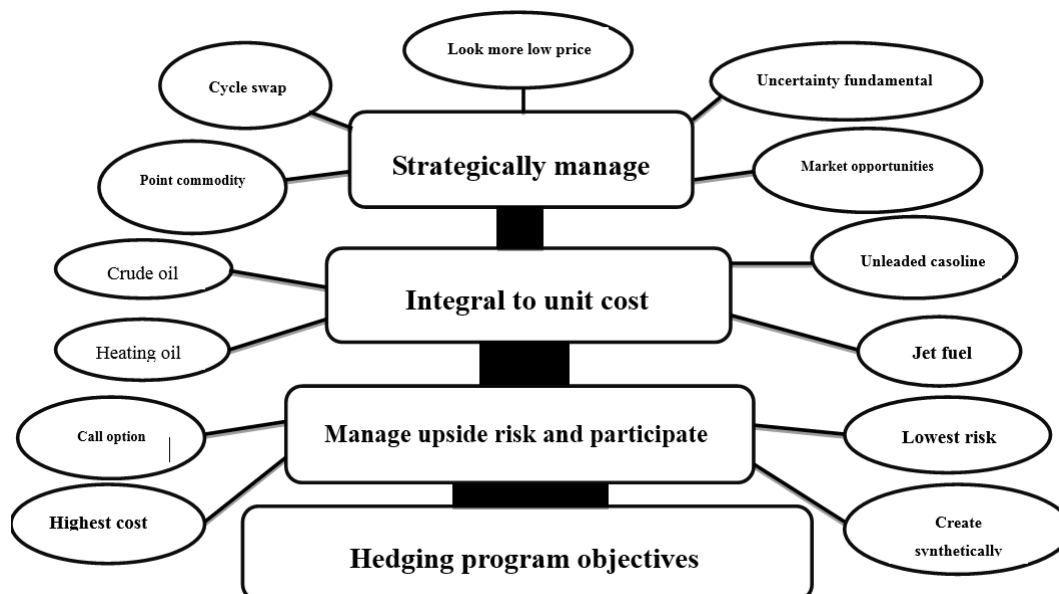 Look more low price
Cycle swap
Uncertainty fundamental
Strategically manage
Point commodity
Market opportunities
Crude oil
Unleaded casoline
Integral to unit cost
Heating oil
Jet fuel
Call option
Manage upside risk and participate
Lowest risk
Highest cost
Create
synthetically
Hedging program objectives